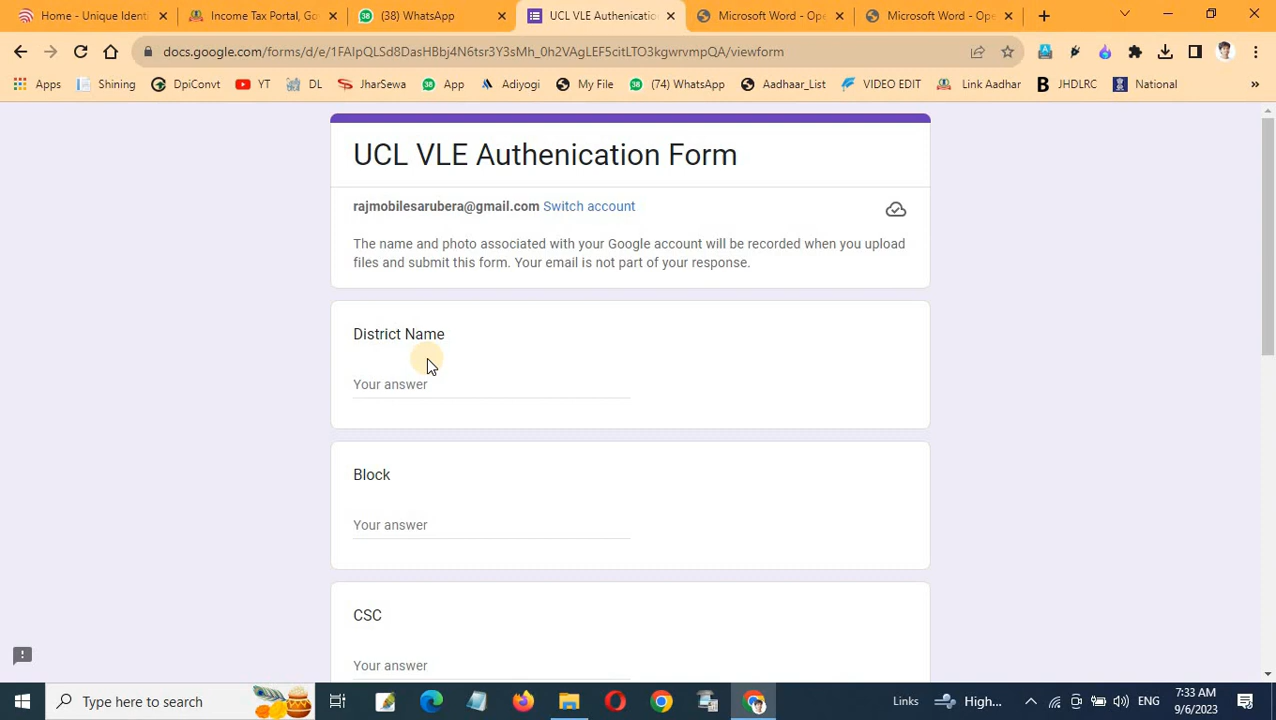 Home - Unique Identi
Income Tax Portal, Go
(38) WhatsApp
UCL VLE Authenticatio
Microsoft Word - Ope
Microsoft Word - Ope
docs.google.com/forms/d/e/1FAIpQLSd8DasHBbj4N6tsr3Y3sMh_0h2VAgLEF5citLTO3kgwrvmpQA/viewform
Apps
Shining
DpiConvt
YT
DL
JharSewa
App
Adiyogi
My File
(74) WhatsApp
Aadhaar_List
VIDEO EDIT
Link Aadhar
JHDLRC
National
UCL VLE Authenication Form
rajmobilesarubera@gmail.com Switch account
The name and photo associated with your Google account will be recorded when you upload
files and submit this form. Your email is not part of your response.
District Name
Your answer
Block
Your answer
CSC
Your answer
Type here to search
Links
High...
ENG
7:33 AM
9/6/2023